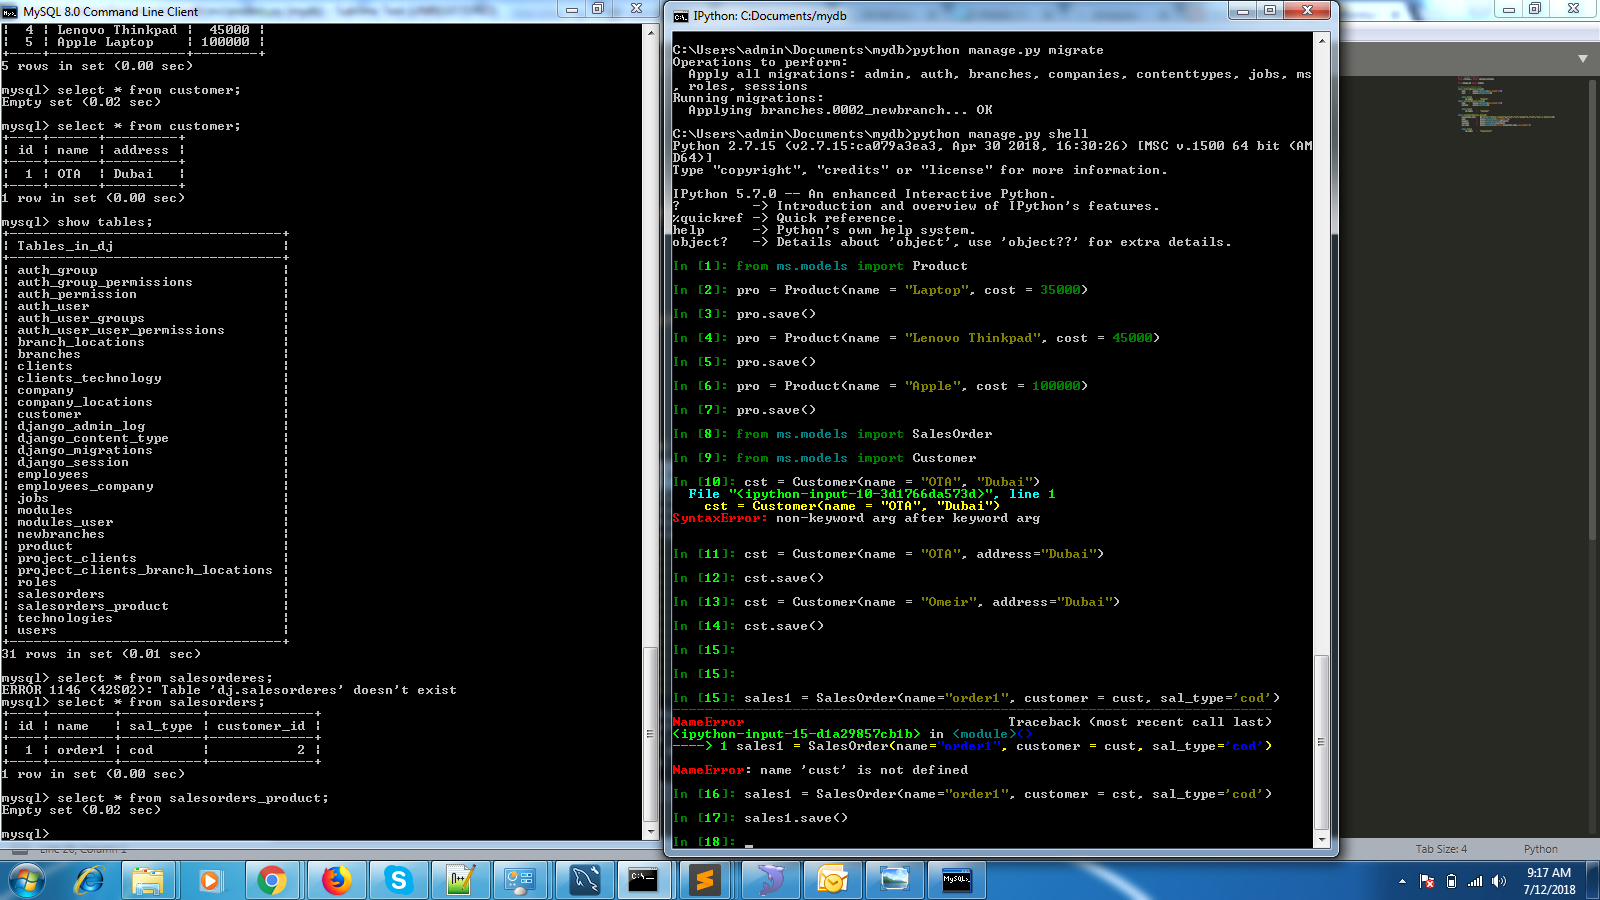 MySQL 8.0 Command Line Client
| 4 | Lenovo Thinkpad | 45000 |
| 5 | Apple Laptop | 100000 |
5 rows in set (0.00 sec)
mysql> select * from customer;
Empty set (0.02 sec)
mysql> select * from customer;
| id | name | address |
| 1 | OTA | Dubai |
1 row in set (0.00 sec)
mysql> show tables;
| Tables_in_dj |
| auth_group |
| auth_group_permissions |
| auth_permission |
| auth_user |
| auth_user_groups |
| auth_user_user_permissions |
| branch_locations |
| branches |
| clients |
| clients_technology |
| company |
| company_locations |
| customer |
| django_admin_log |
| django_content_type |
| django_migrations |
| django_session |
| employees |
| employees_company |
| jobs |
| modules |
| modules_user |
| newbranches |
| product |
| project_clients |
| project_clients_branch_locations |
| roles |
| salesorders |
| salesorders_product |
| technologies |
| users |
31 rows in set (0.01 sec)
mysql> select * from salesorderes;
ERROR 1146 (42S02): Table 'dj.salesorderes' doesn't exist
mysql> select * from salesorders;
| id | name | sal_type | customer_id |
| 1 | order1 | cod | 2 |
1 row in set (0.00 sec)
mysql> select * from salesorders_product;
Empty set (0.02 sec)
mysql>
IPython: C:Documents/mydb
C:\Users\admin\Documents\mydb>python manage.py migrate
Operations to perform:
Apply all migrations: admin, auth, branches, companies, contenttypes, jobs, ms
, roles, sessions
Running migrations:
Applying branches.0002_newbranch... OK
C:\Users\admin\Documents\mydb>python manage.py shell
Python 2.7.15 (v2.7.15:ca079a3ea3, Apr 30 2018, 16:30:26) [MSC v.1500 64 bit (AM
D64)]
Type "copyright", "credits" or "license" for more information.
IPython 5.7.0 -- An enhanced Interactive Python.
? -> Introduction and overview of IPython's features.
%quickref -> Quick reference.
help -> Python's own help system.
object? -> Details about 'object', use 'object??' for extra details.
In [1]: from ms.models import Product
In [2]: pro = Product(name = "Laptop", cost = 35000)
In [3]: pro.save()
In [4]: pro = Product(name = "Lenovo Thinkpad", cost = 45000)
In [5]: pro.save()
In [6]: pro = Product(name = "Apple", cost = 100000)
In [7]: pro.save()
In [8]: from ms.models import SalesOrder
In [9]: from ms.models import Customer
In [10]: cst = Customer(name = "OTA", "Dubai")
File "<ipython-input-10-3d1766da573d>", line 1
cst = Customer(name = "OTA", "Dubai")
SyntaxError: non-keyword arg after keyword arg
In [11]: cst = Customer(name = "OTA", address="Dubai")
In [12]: cst.save()
In [13]: cst = Customer(name = "Omeir", address="Dubai")
In [14]: cst.save()
In [15]:
In [15]:
In [15]: sales1 = SalesOrder(name="order1", customer = cust, sal_type='cod')
NameError Traceback (most recent call last)
<ipython-input-15-d1a29857cb1b> in <module>()
----> 1 sales1 = SalesOrder(name="order1", customer = cust, sal_type='cod')
NameError: name 'cust' is not defined
In [16]: sales1 = SalesOrder(name="order1", customer = cst, sal_type='cod')
In [17]: sales1.save()
In [18]:
Tab Size: 4 Python
9:17 AM
7/12/2018